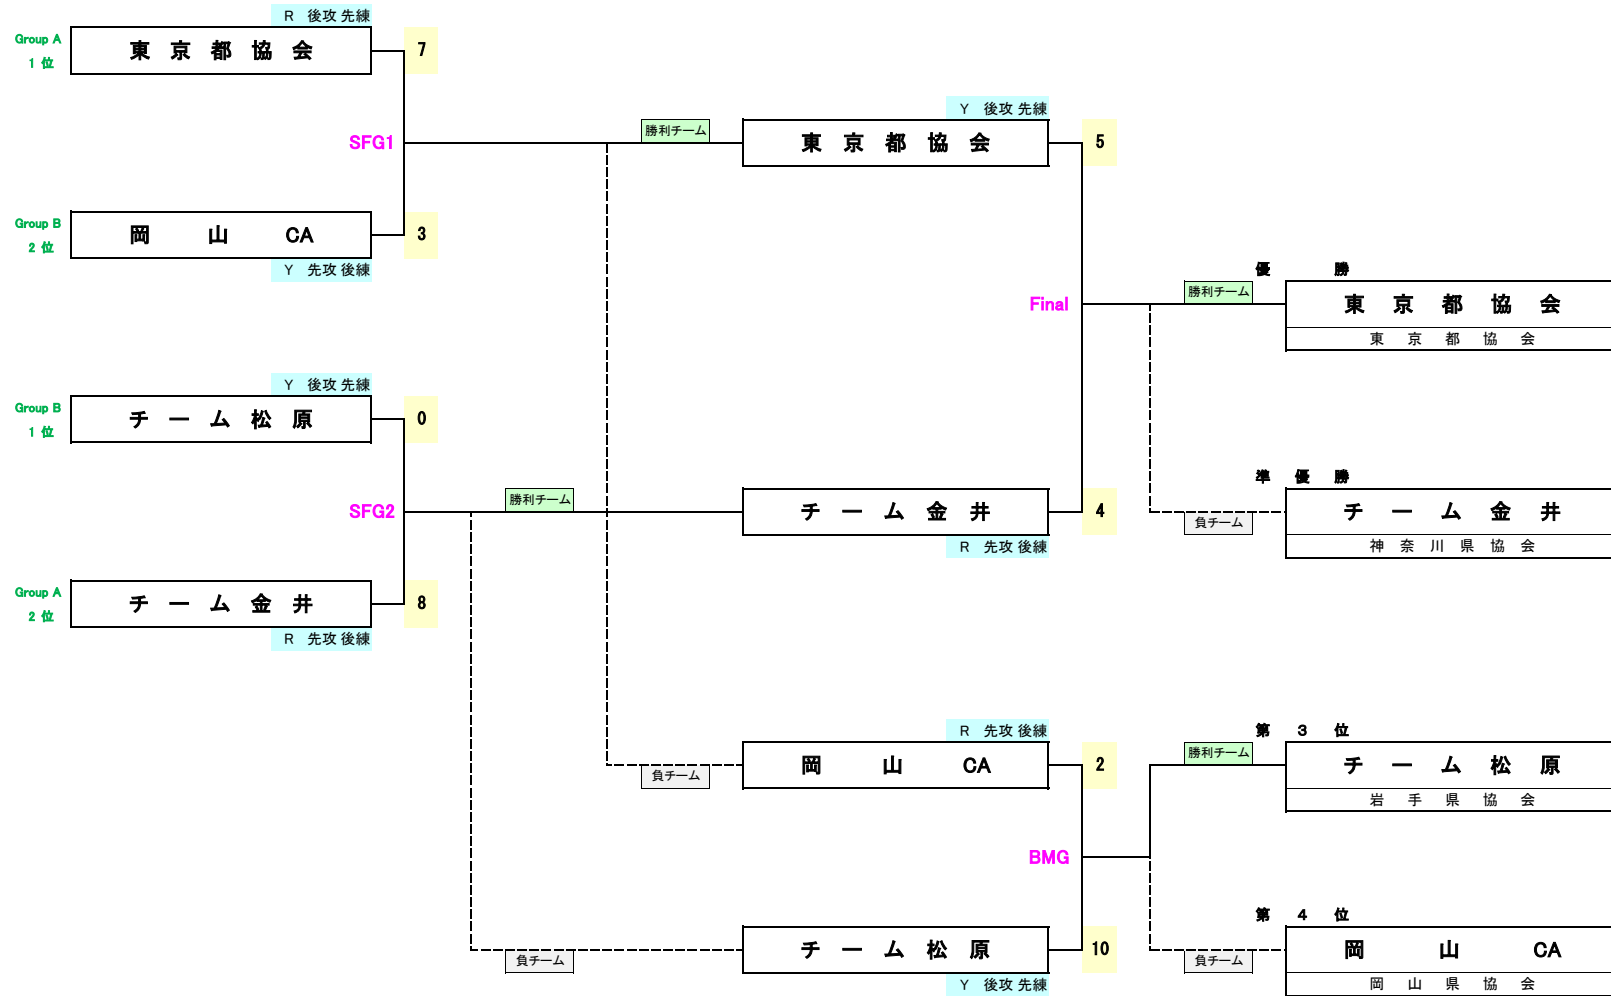 R 後攻 先練
Group A
1 位
東京都協会
7
Y 後攻 先練
勝利チーム
東京都協会
5
SFG1
Group B
2 位
岡山CA
3
Y 先攻 後練
優勝
勝利チーム
東京都協会
東京都協会
Final
Y 後攻 先練
Group B
1 位
チーム松原
0
準優勝
勝利チーム
チーム金井
4
SFG2
負チーム
チーム金井
神奈川県協会
R 先攻 後練
Group A
2 位
チーム金井
8
R 先攻 後練
R 先攻 後練
第3位
負チーム
岡山CA
2
勝利チーム
チーム松原
岩手県協会
BMG
第4位
負チーム
チーム松原
10
負チーム
岡山CA
岡山県協会
Y 後攻 先練